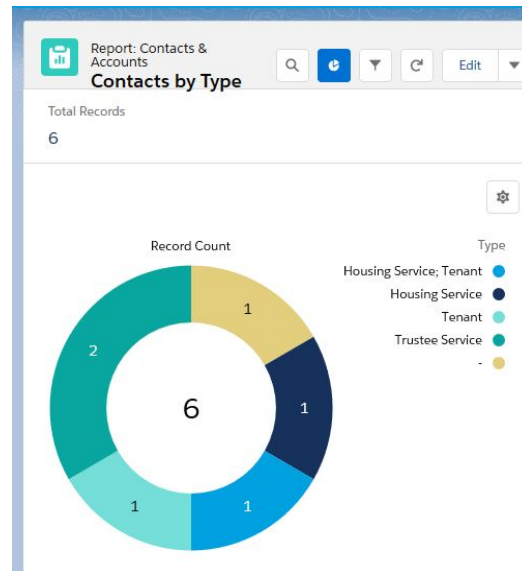 Report: Contacts &
Accounts
Contacts by Type
Edit
Total Records
6
Record Count
Type
Housing Service; Tenant
Housing Service
Tenant
Trustee Service
-
1
2
6
1
1
1